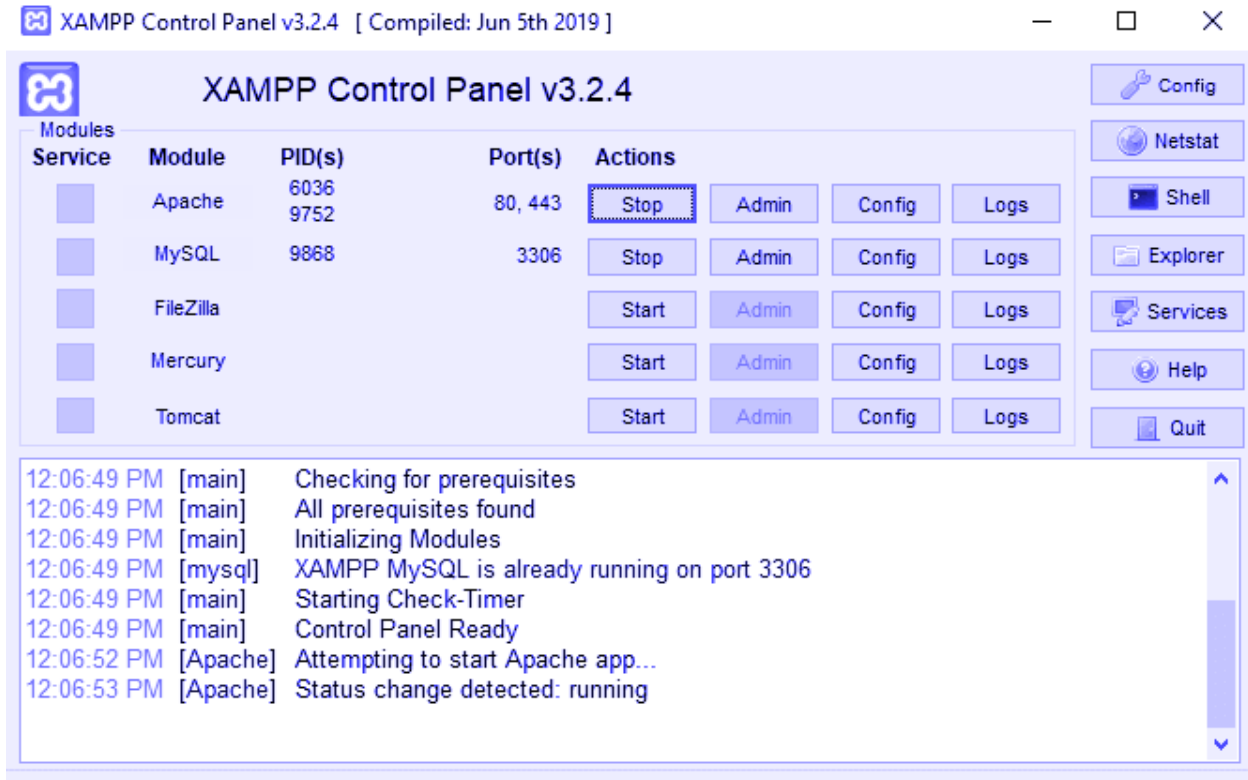 XAMPP Control Panel v3.2.4 [ Compiled: Jun 5th 2019 ]
XAMPP Control Panel v3.2.4
Config
Modules
Netstat
Service Module PID(s) Port(s) Actions
Apache 6036 9752 80, 443 Stop Admin Config Logs
Shell
MySQL 9868 3306 Stop Admin Config Logs
Explorer
FileZilla Start Admin Config Logs
Services
Mercury Start Admin Config Logs
Help
Tomcat Start Admin Config Logs
Quit
12:06:49 PM [main] Checking for prerequisites
12:06:49 PM [main] All prerequisites found
12:06:49 PM [main] Initializing Modules
12:06:49 PM [mysql] XAMPP MySQL is already running on port 3306
12:06:49 PM [main] Starting Check-Timer
12:06:49 PM [main] Control Panel Ready
12:06:52 PM [Apache] Attempting to start Apache app...
12:06:53 PM [Apache] Status change detected: running